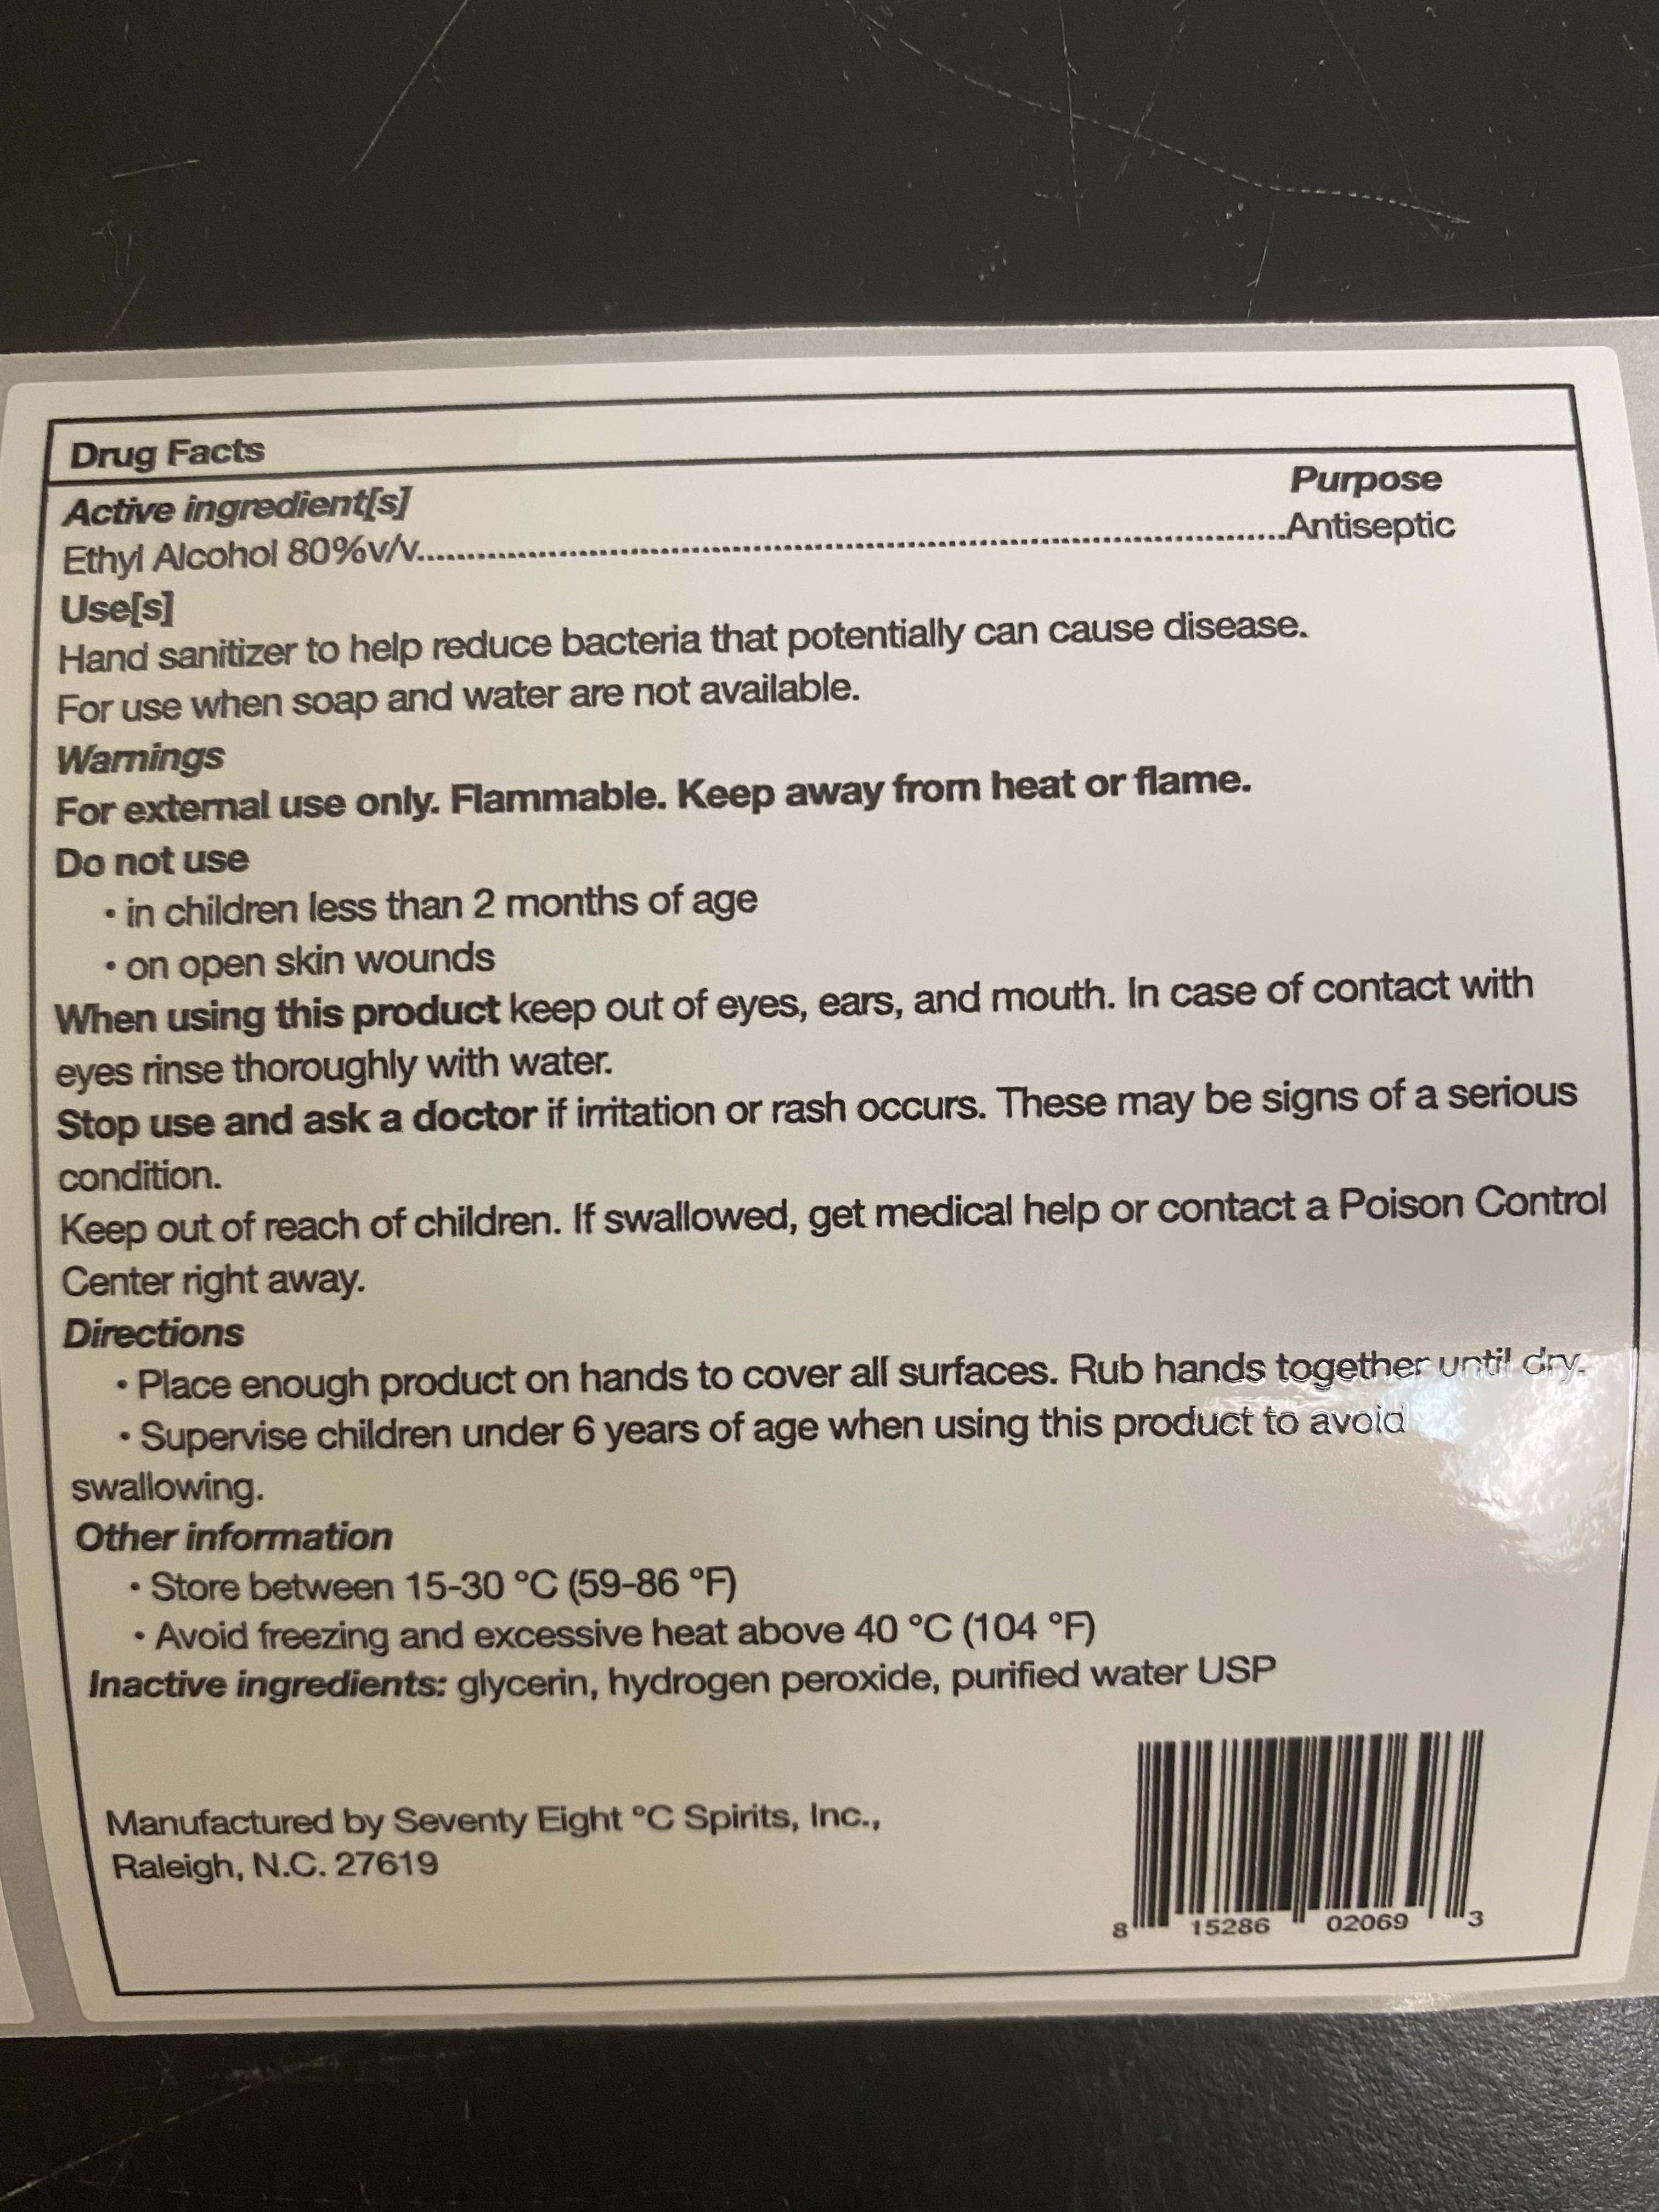 Drug Facts
Active ingredient[s]
Purpose
Ethyl Alcohol 80%v/v..........Antiseptic
Use[s]
Hand sanitizer to help reduce bacteria that potentially can cause disease.
For use when soap and water are not available.
Warnings
For external use only. Flammable. Keep away from heat or flame.
Do not use
• in children less than 2 months of age
• on open skin wounds
When using this product keep out of eyes, ears, and mouth. In case of contact with
eyes rinse thoroughly with water.
Stop use and ask a doctor if irritation or rash occurs. These may be signs of a serious
condition.
Keep out of reach of children. If swallowed, get medical help or contact a Poison Control
Center right away.
Directions
• Place enough product on hands to cover all surfaces. Rub hands together until dry.
• Supervise children under 6 years of age when using this product to avoid
swallowing.
Other information
• Store between 15-30 °C (59-86 °F)
• Avoid freezing and excessive heat above 40 °C (104 °F)
Inactive ingredients: glycerin, hydrogen peroxide, purified water USP
Manufactured by Seventy Eight °C Spirits, Inc.,
Raleigh, N.C. 27619
8 15286 02069 3